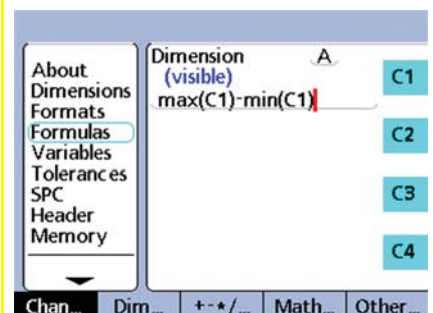 About
Dimensions
Formats
Formulas
Variables
Tolerances
SPC
Header
Memory
Dimension A
(visible)
max(C1)-min(C1)
C1
C2
C3
C4
Chan... Dim... +-*/... Math... Other...